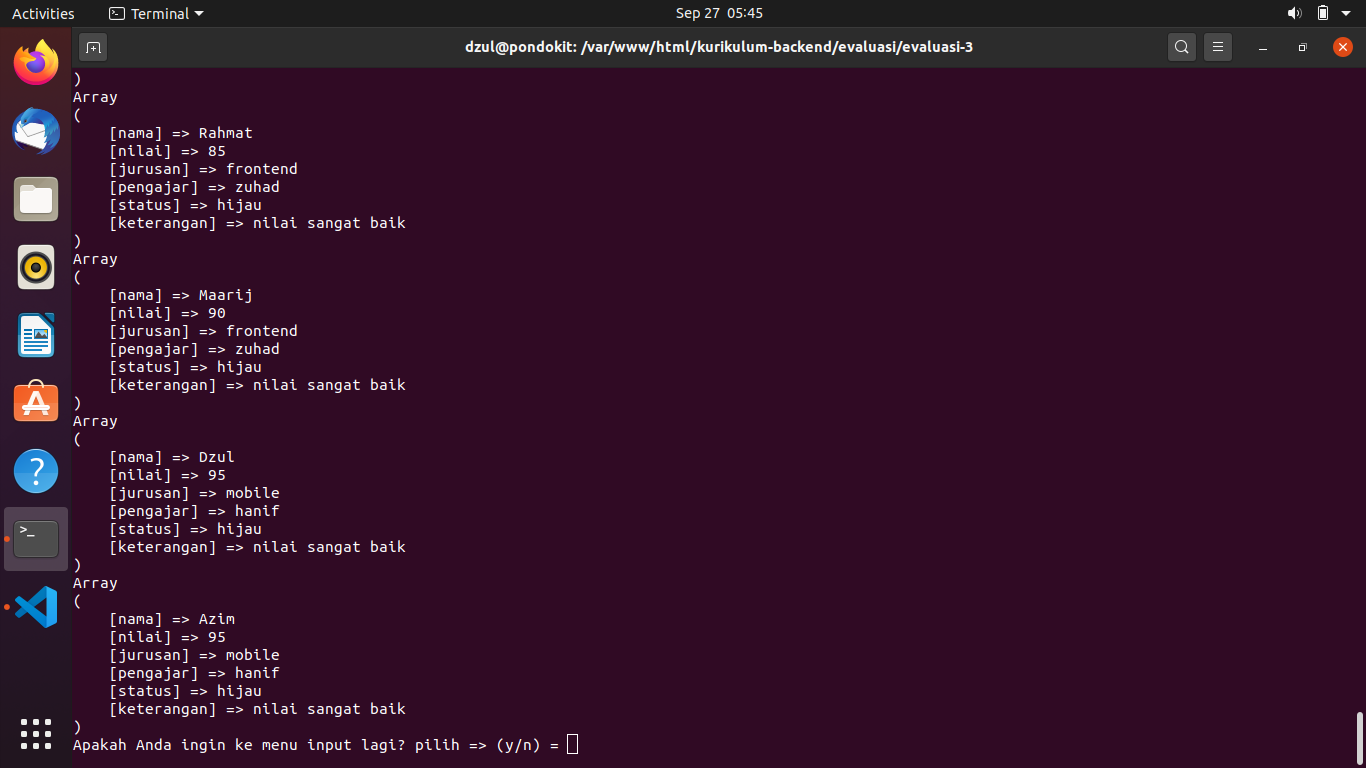 Activities
Terminal
Sep 27 05:45
dzul@pondokit: /var/www/html/kurikulum-backend/evaluasi/evaluasi-3
)
Array
(
[nama] => Rahmat
[nilai] => 85
[jurusan] => frontend
[pengajar] => zuhad
[status] => hijau
[keterangan] => nilai sangat baik
)
Array
(
[nama] => Maarij
[nilai] => 90
[jurusan] => frontend
[pengajar] => zuhad
[status] => hijau
[keterangan] => nilai sangat baik
)
Array
(
[nama] => Dzul
[nilai] => 95
[jurusan] => mobile
[pengajar] => hanif
[status] => hijau
[keterangan] => nilai sangat baik
)
Array
(
[nama] => Azim
[nilai] => 95
[jurusan] => mobile
[pengajar] => hanif
[status] => hijau
[keterangan] => nilai sangat baik
)
Apakah Anda ingin ke menu input lagi? pilih => (y/n) =